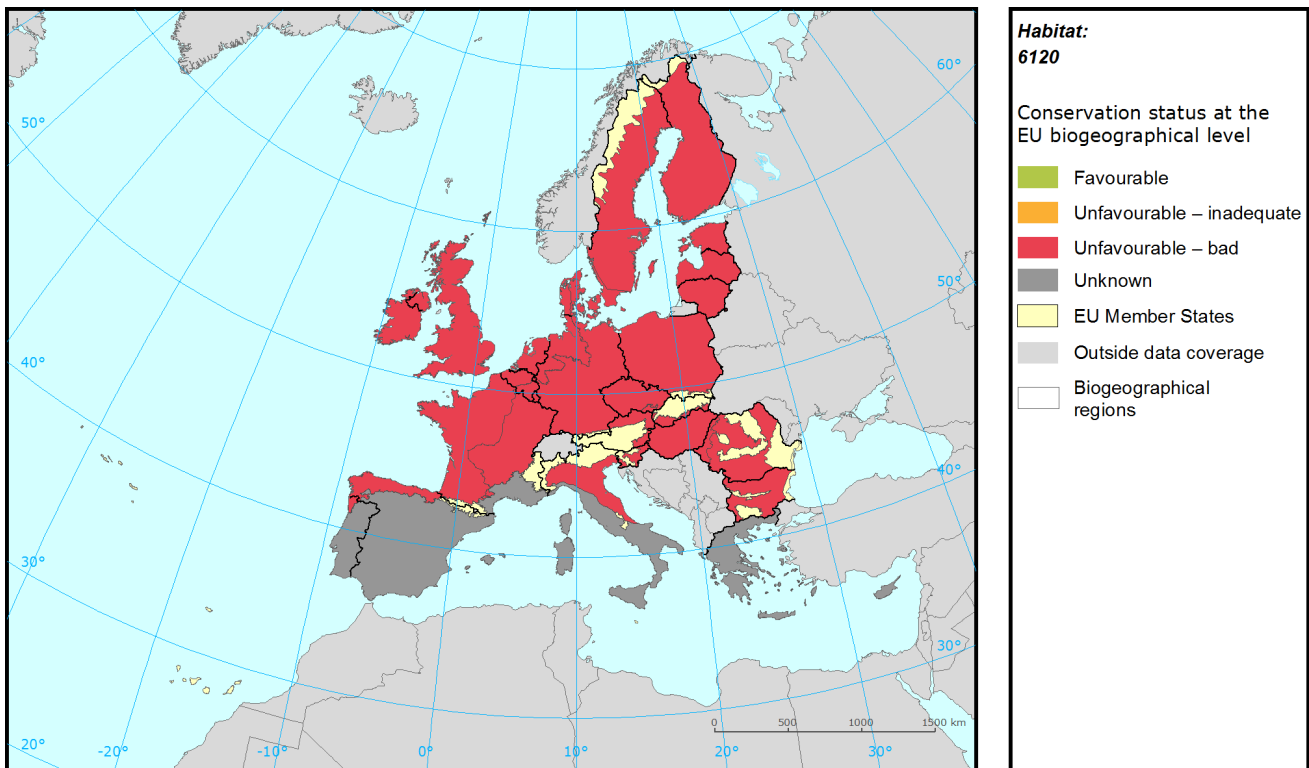 Habitat:
6120
Conservation status at the
EU biogeographical level
Favourable
Unfavourable – inadequate
Unfavourable – bad
Unknown
EU Member States
Outside data coverage
Biogeographical
regions
60°
50°
50°
40°
40°
30°
30°
20°
-20°
-10°
0°
10°
20°
30°
0 500 1000 1500 km